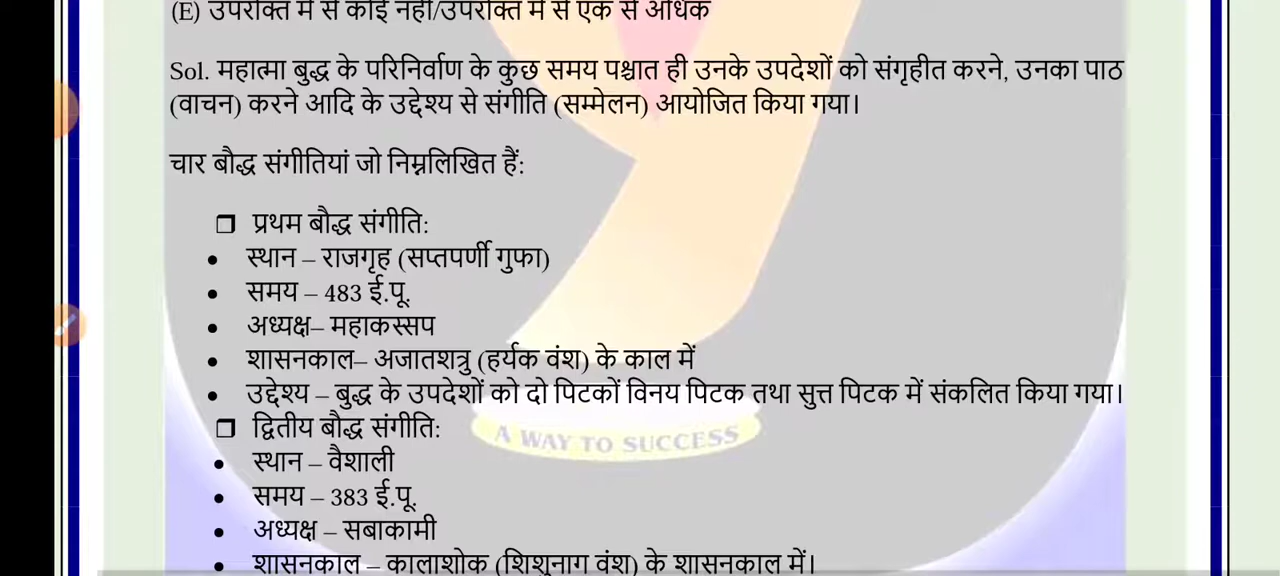 (E) उपरोक्त में से कोई नहीं/उपरोक्त में से एक से अधिक
Sol. महात्मा बुद्ध के परिनिर्वाण के कुछ समय पश्चात ही उनके उपदेशों को संगृहीत करने, उनका पाठ
(वाचन) करने आदि के उद्देश्य से संगीति (सम्मेलन) आयोजित किया गया।
चार बौद्ध संगीतियां जो निम्नलिखित हैं:
❒ प्रथम बौद्ध संगीति:
• स्थान – राजगृह (सप्तपर्णी गुफा)
• समय – 483 ई.पू.
• अध्यक्ष– महाकस्सप
• शासनकाल– अजातशत्रु (हर्यक वंश) के काल में
• उद्देश्य – बुद्ध के उपदेशों को दो पिटकों विनय पिटक तथा सुत्त पिटक में संकलित किया गया।
❒ द्वितीय बौद्ध संगीति:
A WAY TO SUCCESS
• स्थान – वैशाली
• समय – 383 ई.पू.
• अध्यक्ष – सबाकामी
• शासनकाल – कालाशोक (शिशुनाग वंश) के शासनकाल में।